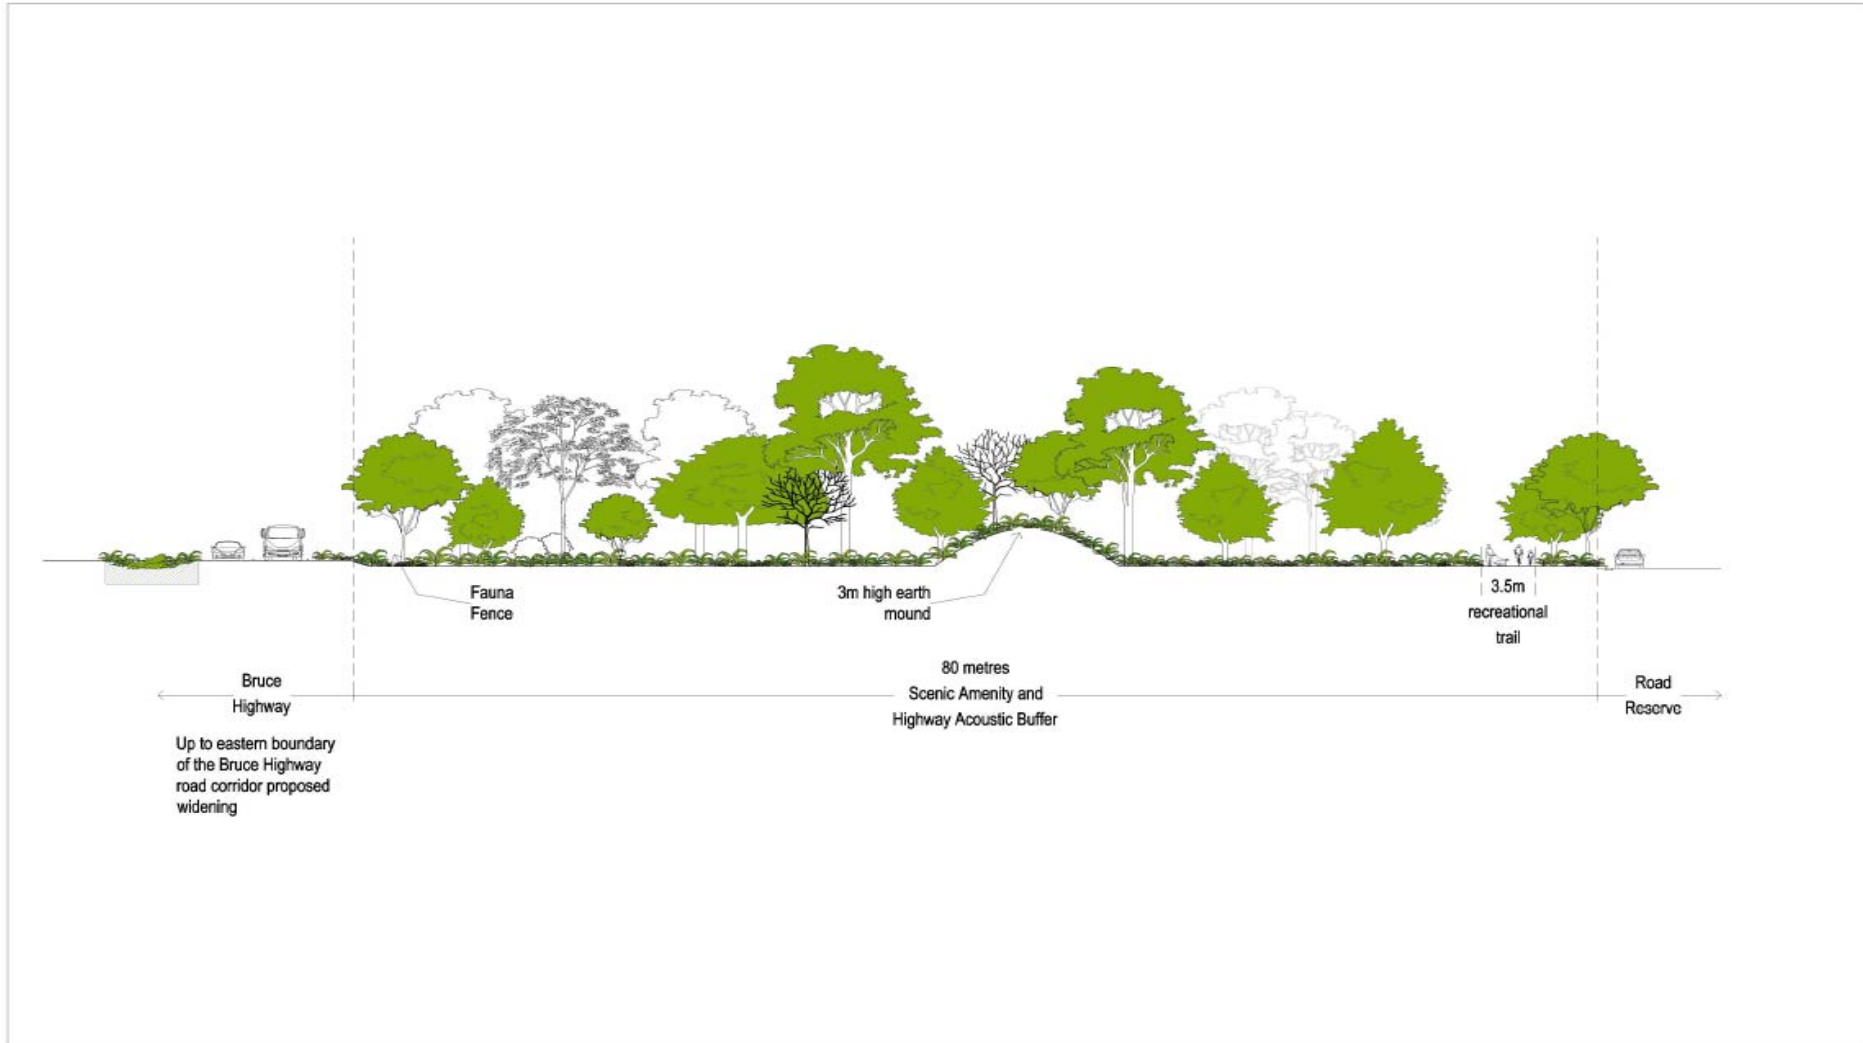 Fauna
Fence
3m high earth
mound
3.5m
recreational
trail
Bruce
Highway
80 metres
Scenic Amenity and
Highway Acoustic Buffer
Road
Reserve
Up to eastern boundary
of the Bruce Highway
road corridor proposed
widening